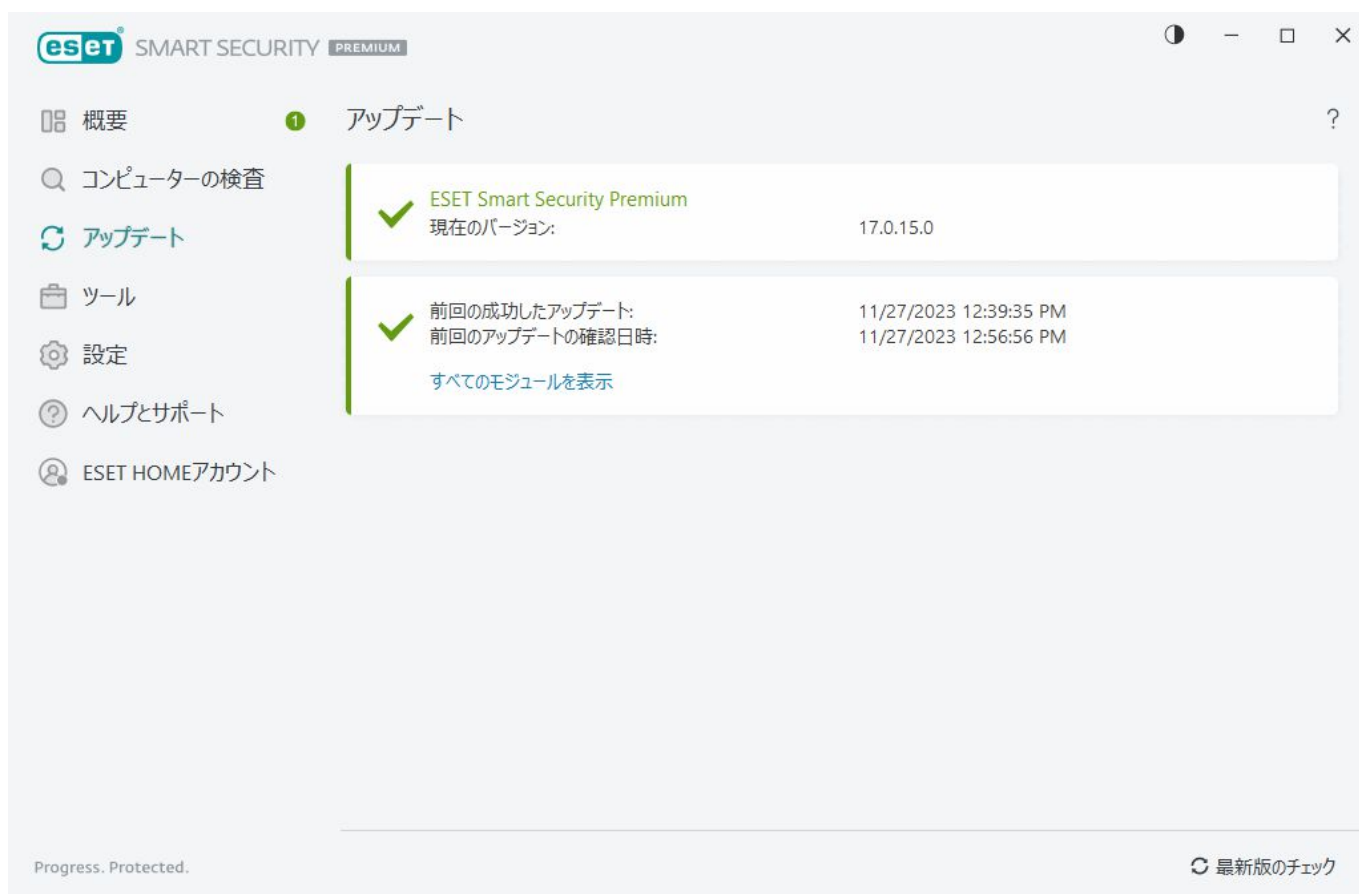 eseT SMART SECURITY PREMIUM
概要 1
コンピューターの検査
アップデート
ツール
設定
ヘルプとサポート
ESET HOMEアカウント
アップデート ?
ESET Smart Security Premium
現在のバージョン: 17.0.15.0
前回の成功したアップデート: 11/27/2023 12:39:35 PM
前回のアップデートの確認日時: 11/27/2023 12:56:56 PM
すべてのモジュールを表示
Progress. Protected.
最新版のチェック